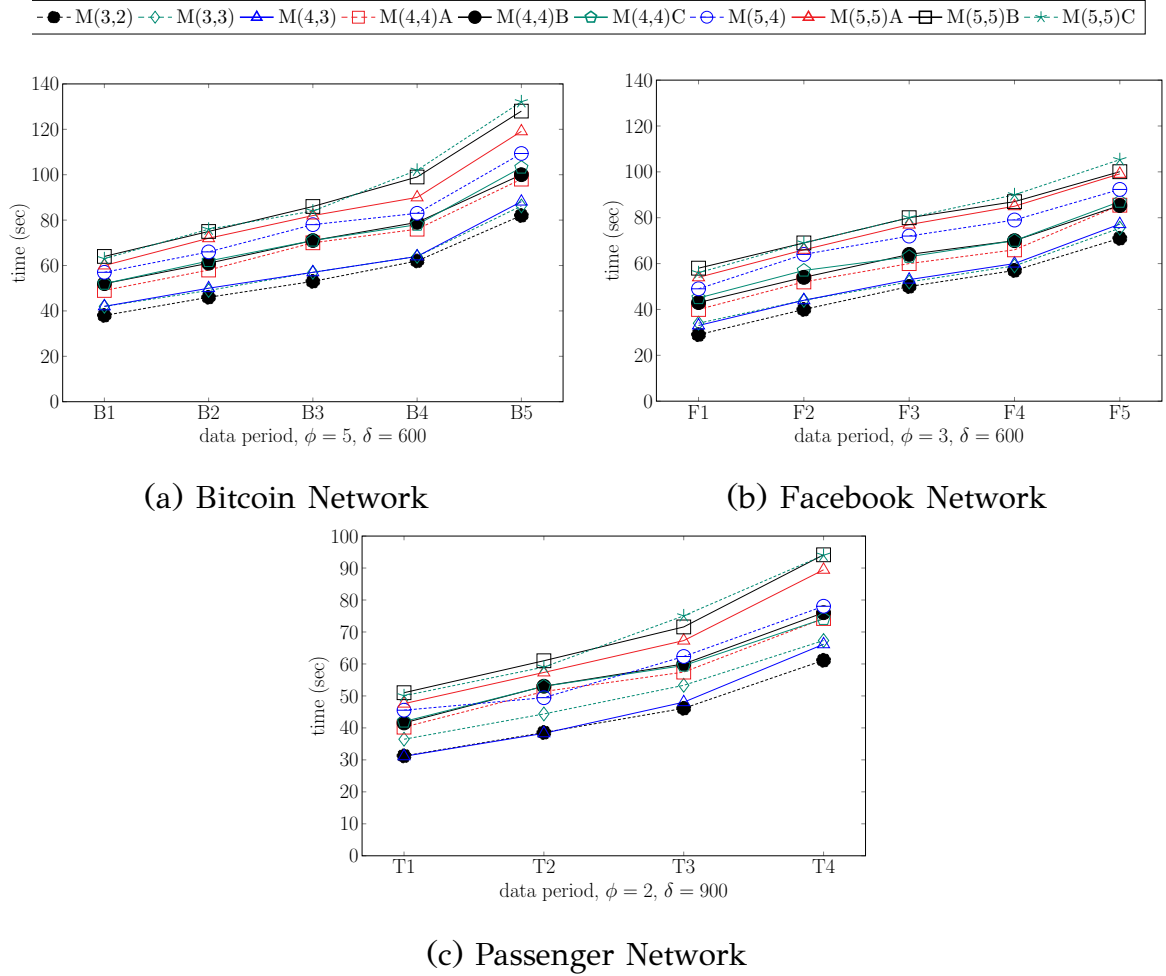 M(3,2) M(3,3) M(4,3) M(4,4)A M(4,4)B M(4,4)C M(5,4) M(5,5)A M(5,5)B M(5,5)C
140
120
100
80
60
40
20
0
time (sec)
B1 B2 B3 B4 B5
data period, ϕ = 5, δ = 600
(a) Bitcoin Network
140
120
100
80
60
40
20
0
time (sec)
F1 F2 F3 F4 F5
data period, ϕ = 3, δ = 600
(b) Facebook Network
100
90
80
70
60
50
40
30
20
10
0
time (sec)
T1 T2 T3 T4
data period, ϕ = 2, δ = 900
(c) Passenger Network